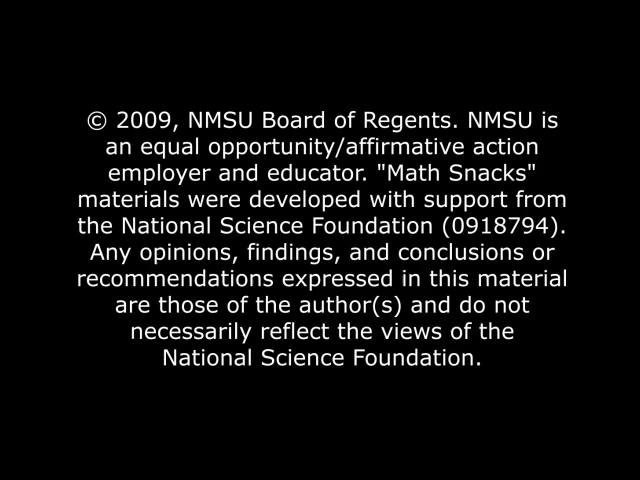 © 2009, NMSU Board of Regents. NMSU is
an equal opportunity/affirmative action
employer and educator. "Math Snacks"
materials were developed with support from
the National Science Foundation (0918794).
Any opinions, findings, and conclusions or
recommendations expressed in this material
are those of the author(s) and do not
necessarily reflect the views of the
National Science Foundation.